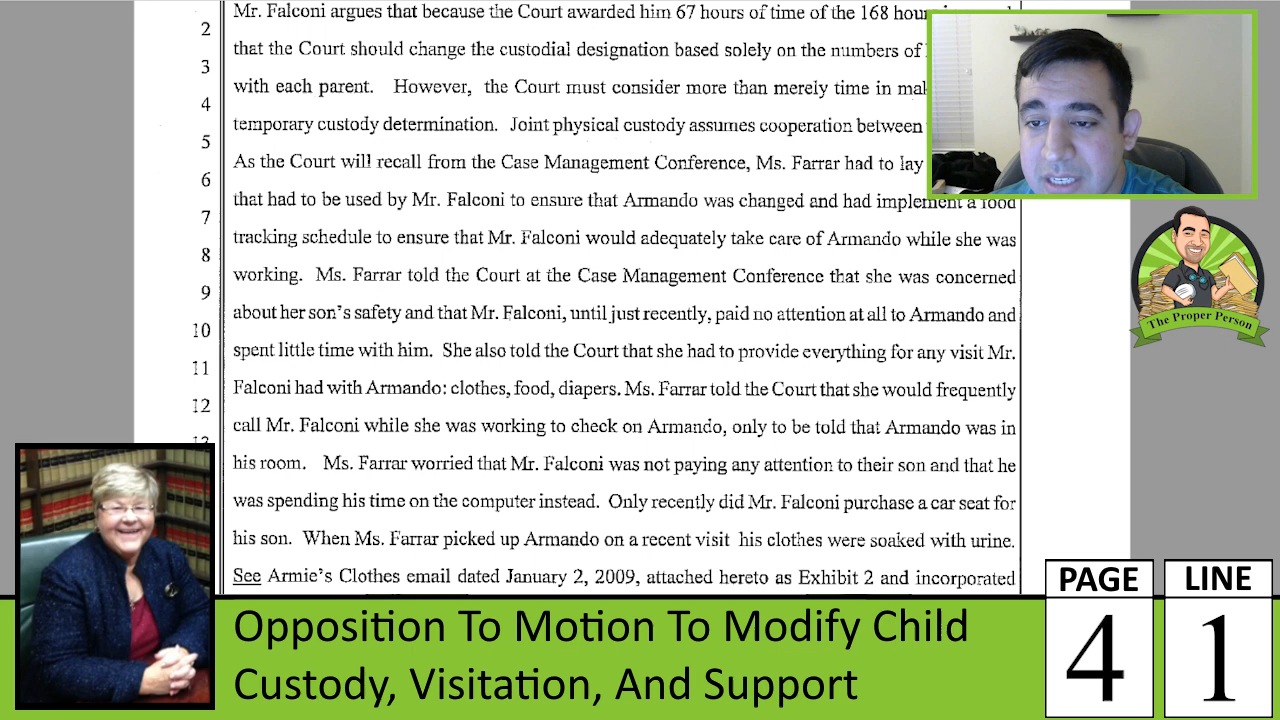 Mr. Falconi argues that because the Court awarded him 67 hours of time of the 168 hour
2 that the Court should change the custodial designation based solely on the numbers of
3 with each parent. However, the Court must consider more than merely time in
4 temporary custody determination. Joint physical custody assumes cooperation between
5 As the Court will recall from the Case Management Conference, Ms. Farrar had to lay
6 that had to be used by Mr. Falconi to ensure that Armando was changed and had implement a food
7 tracking schedule to ensure that Mr. Falconi would adequately take care of Armando while she was
8 working. Ms. Farrar told the Court at the Case Management Conference that she was concerned
9 about her son's safety and that Mr. Falconi, until just recently, paid no attention at all to Armando and
10 spent little time with him. She also told the Court that she had to provide everything for any visit Mr.
11 Falconi had with Armando: clothes, food, diapers. Ms. Farrar told the Court that she would frequently
12 call Mr. Falconi while she was working to check on Armando, only to be told that Armando was in
his room. Ms. Farrar worried that Mr. Falconi was not paying any attention to their son and that he
was spending his time on the computer instead. Only recently did Mr. Falconi purchase a car seat for
his son. When Ms. Farrar picked up Armando on a recent visit his clothes were soaked with urine.
See Armie's Clothes email dated January 2, 2009, attached hereto as Exhibit 2 and incorporated
The Proper Person
Opposition To Motion To Modify Child
Custody, Visitation, And Support
PAGE
4
LINE
1